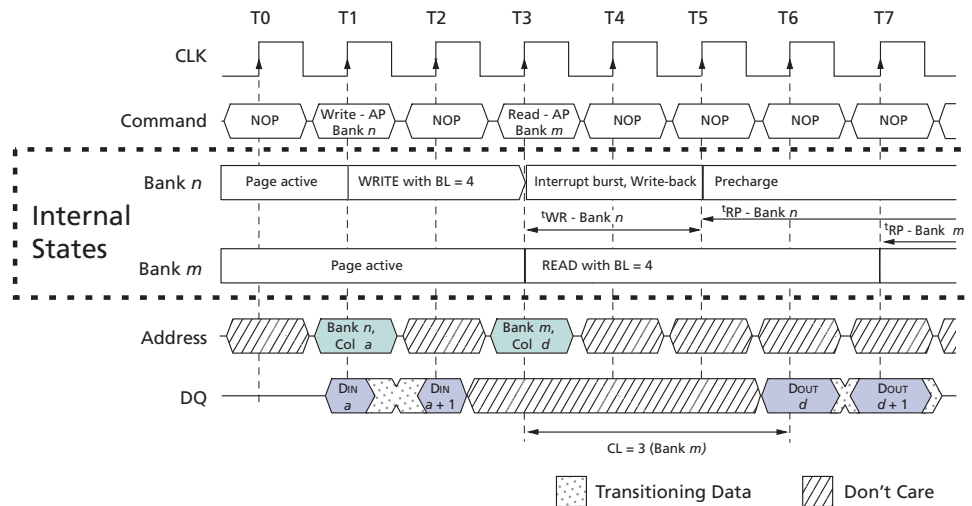 T0 T1 T2 T3 T4 T5 T6 T7
CLK
Command NOP Write - AP Bank n NOP Read - AP Bank m NOP NOP NOP NOP
Internal States
Bank n Page active WRITE with BL = 4 Interrupt burst, Write-back Precharge
tWR - Bank n tRP - Bank n
tRP - Bank m
Bank m Page active READ with BL = 4
Address Bank n, Col a Bank m, Col d
DQ DIN a DIN a + 1 DOUT d DOUT d + 1
CL = 3 (Bank m)
Transitioning Data Don't Care